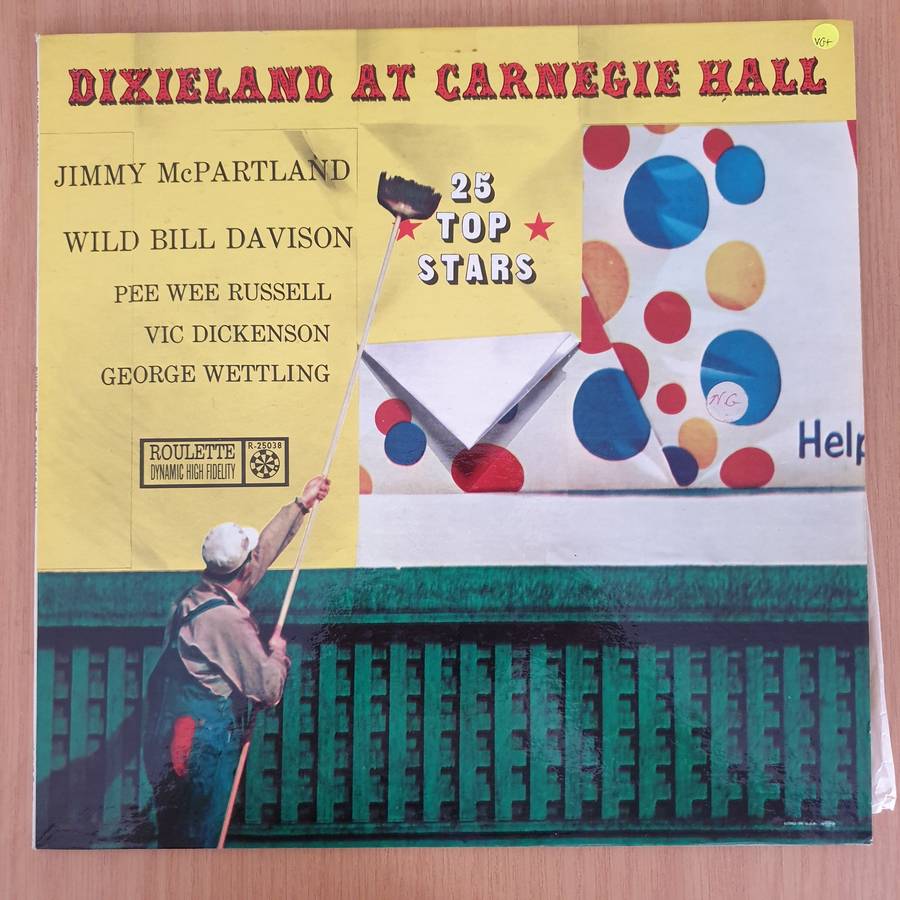 VG+
DIXIELAND AT CARNEGIE HALL
JIMMY McPARTLAND
WILD BILL DAVISON
PEE WEE RUSSELL
VIC DICKENSON
GEORGE WETTLING
25
TOP
STARS
NG
Help
ROULETTE
DYNAMIC HIGH FIDELITY
R-25038